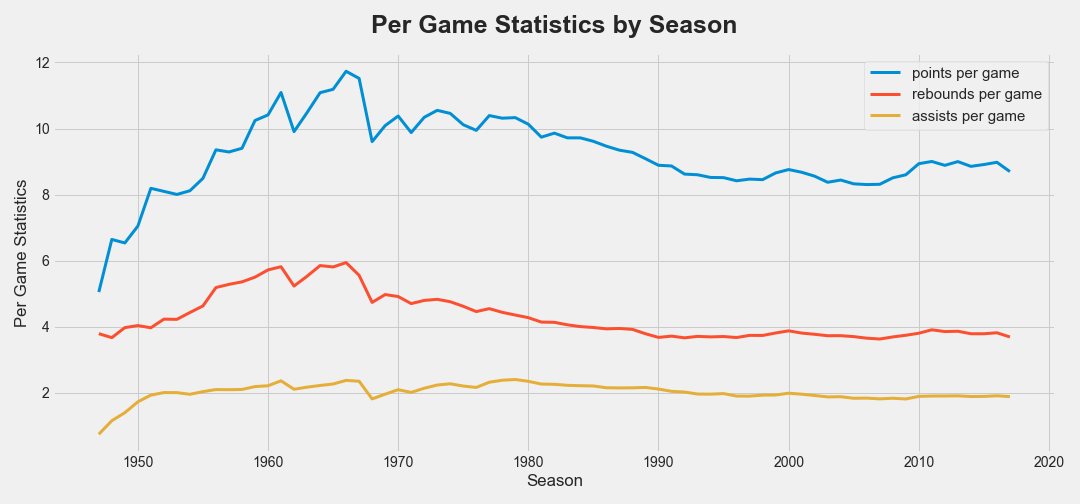 Per Game Statistics by Season
points per game
rebounds per game
assists per game
Per Game Statistics
12
10
8
6
4
2
1950 1960 1970 1980 1990 2000 2010 2020
Season